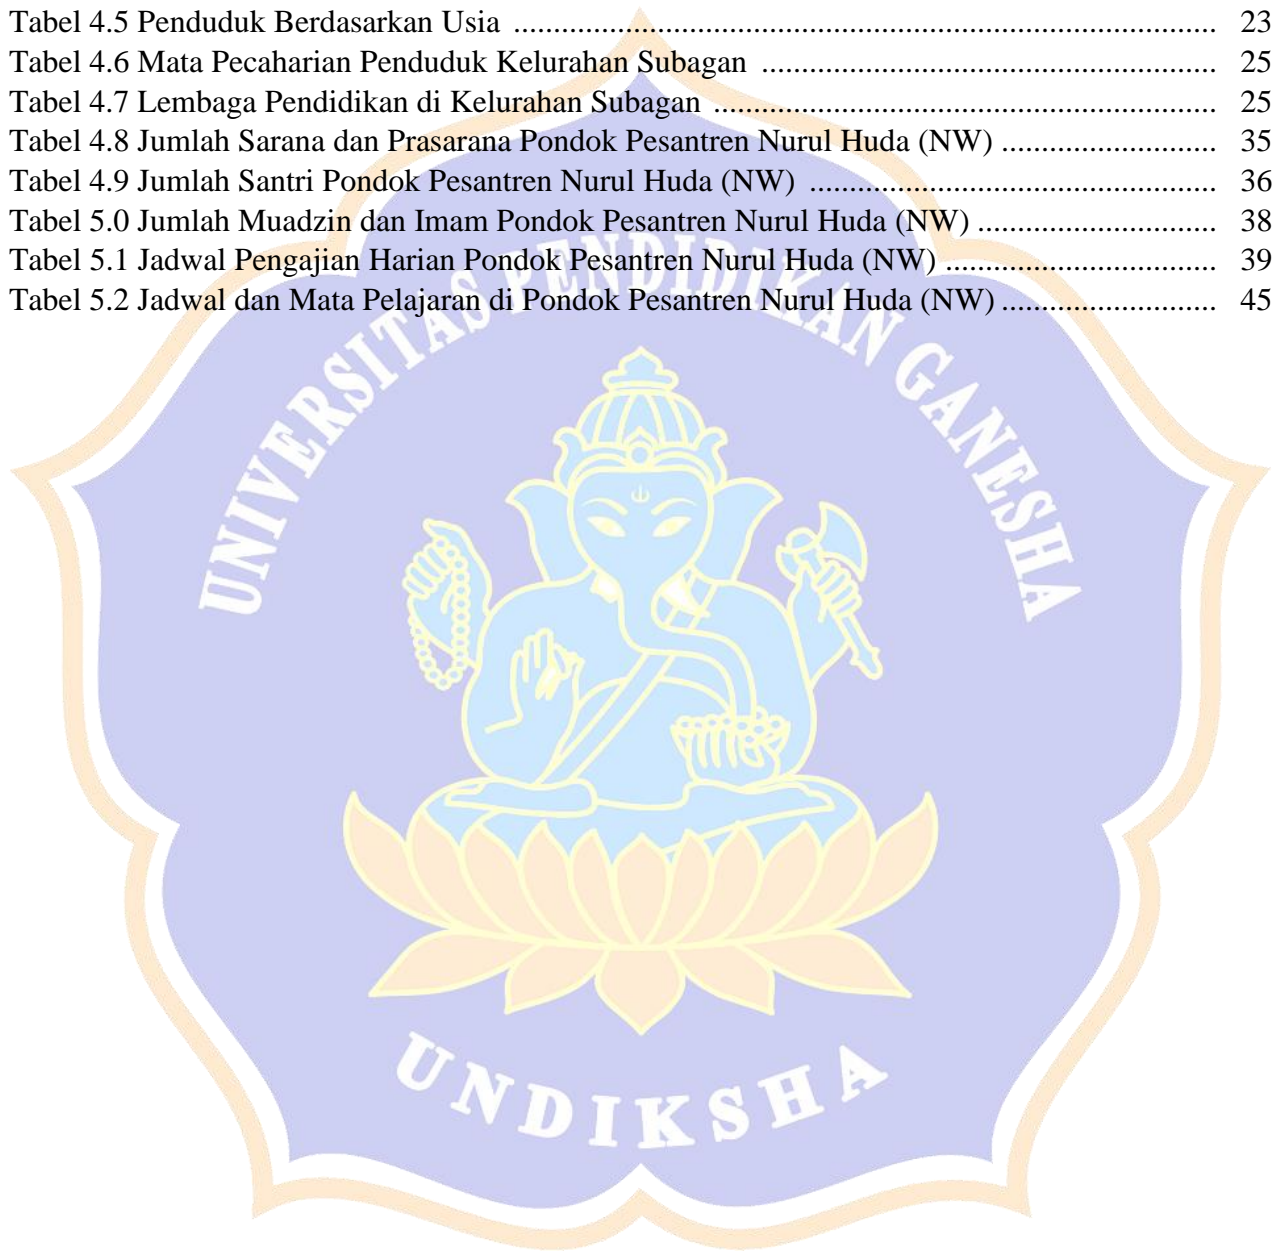 Tabel 4.5 Penduduk Berdasarkan Usia ........................................................................................ 23
Tabel 4.6 Mata Pecaharian Penduduk Kelurahan Subagan ......................................................... 25
Tabel 4.7 Lembaga Pendidikan di Kelurahan Subagan ............................................................... 25
Tabel 4.8 Jumlah Sarana dan Prasarana Pondok Pesantren Nurul Huda (NW) ........................... 35
Tabel 4.9 Jumlah Santri Pondok Pesantren Nurul Huda (NW) ................................................... 36
Tabel 5.0 Jumlah Muadzin dan Imam Pondok Pesantren Nurul Huda (NW) .............................. 38
Tabel 5.1 Jadwal Pengajian Harian Pondok Pesantren Nurul Huda (NW) .................................. 39
Tabel 5.2 Jadwal dan Mata Pelajaran di Pondok Pesantren Nurul Huda (NW) ........................... 45
UNIVERSITAS PENDIDIKAN GANESHA
UNDIKSHA